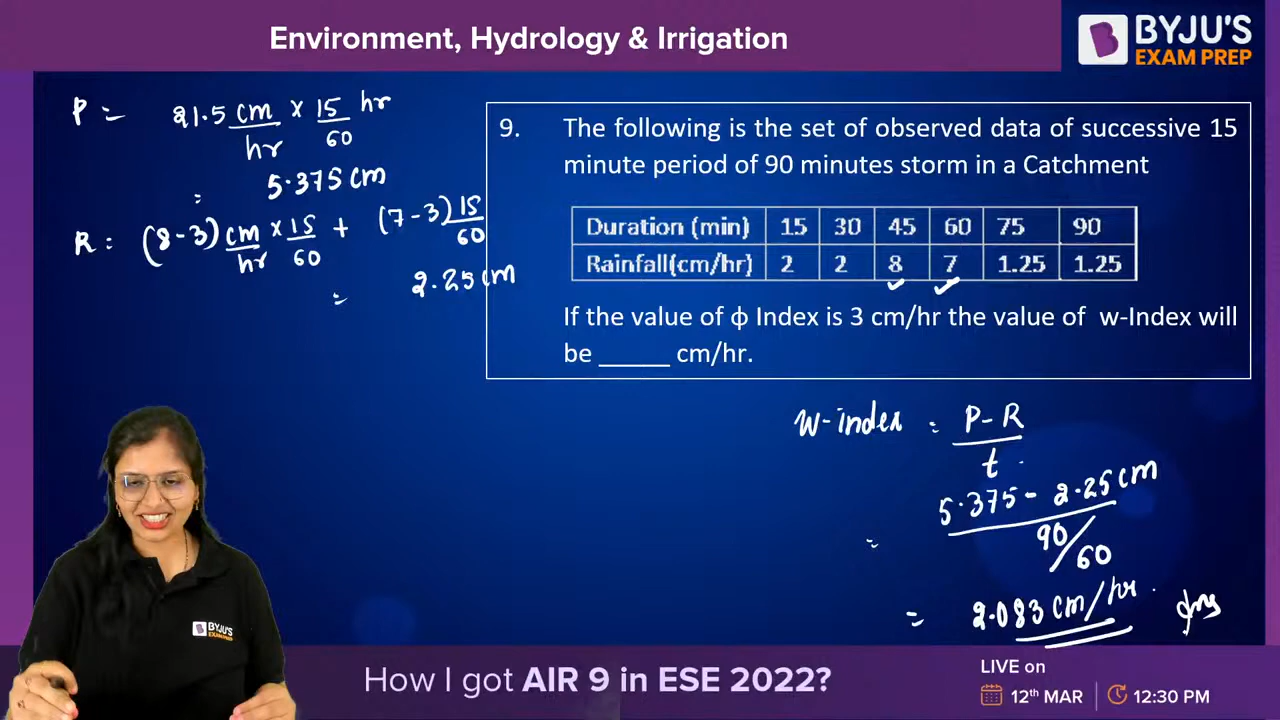 Environment, Hydrology & Irrigation
BYJU'S
EXAM PREP
P = 21.5 cm/hr × 15/60 hr
= 5.375 cm
R = (8-3) cm/hr × 15/60 + (7-3) 15/60
= 2.25 cm
9. The following is the set of observed data of successive 15
minute period of 90 minutes storm in a Catchment
Duration (min) 15 30 45 60 75 90
Rainfall(cm/hr) 2 2 8 7 1.25 1.25
If the value of ϕ Index is 3 cm/hr the value of w-Index will
be _____ cm/hr.
W-index = P-R/t
= 5.375 - 2.25 cm / 90/60
= 2.083 cm/hr. Ans
BYJU'S
EXAM PREP
How I got AIR 9 in ESE 2022?
LIVE on
12th MAR | 12:30 PM